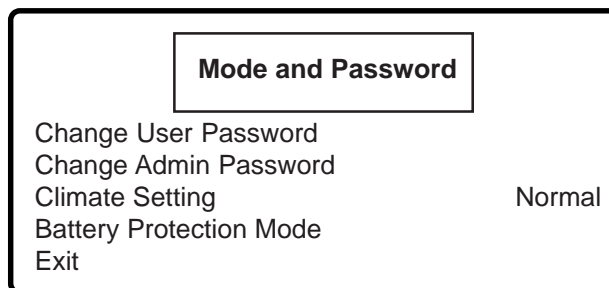 Mode and Password
Change User Password
Change Admin Password
Climate Setting Normal
Battery Protection Mode
Exit